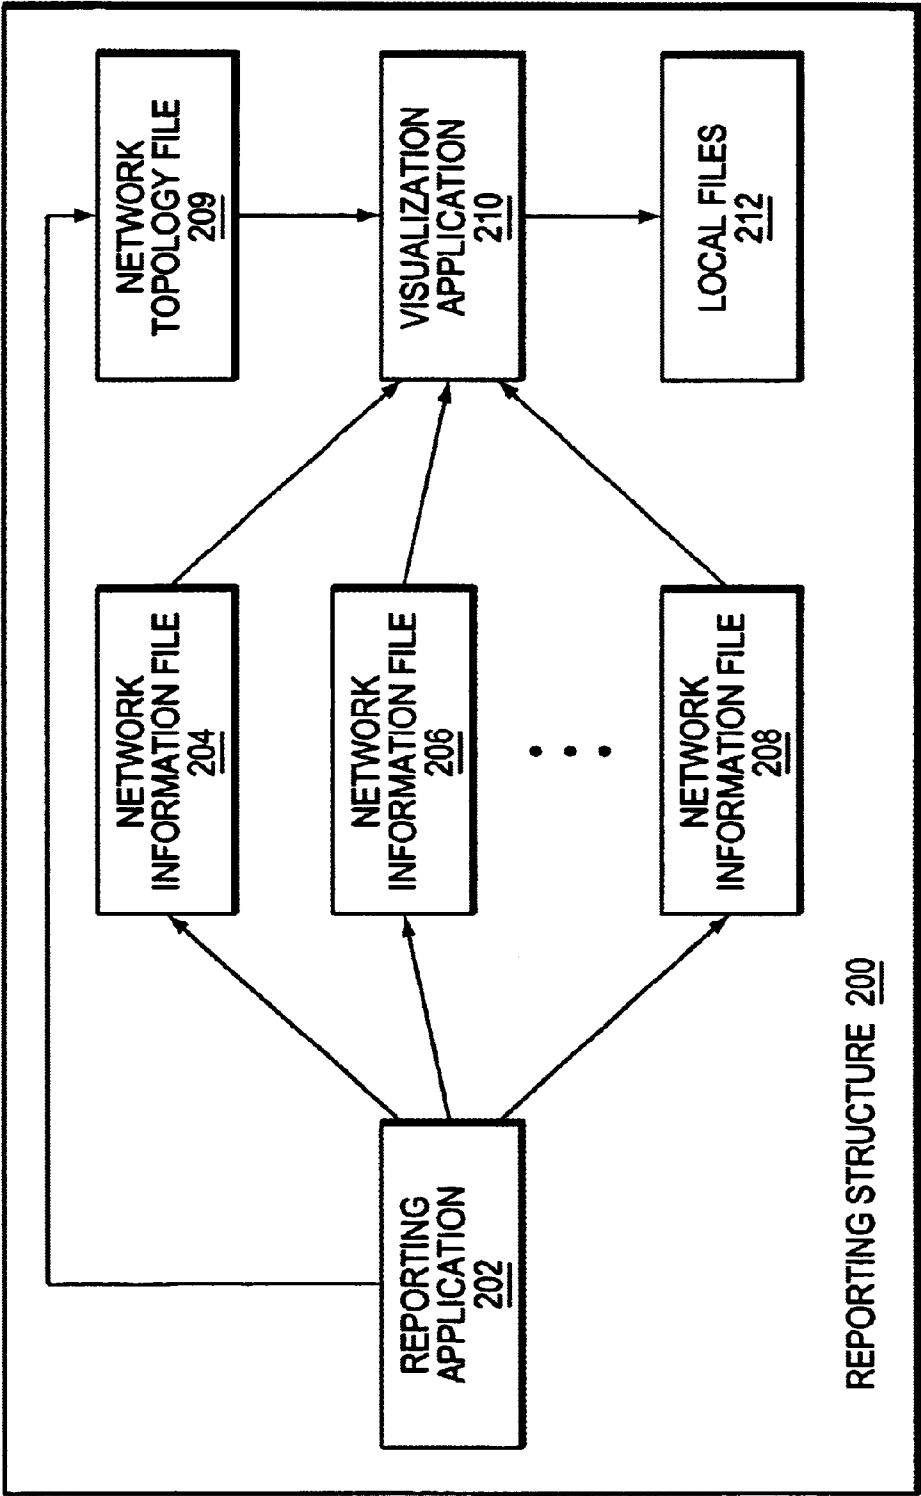 REPORTING
APPLICATION
202
NETWORK
INFORMATION FILE
204
NETWORK
INFORMATION FILE
206
NETWORK
INFORMATION FILE
208
NETWORK
TOPOLOGY FILE
209
VISUALIZATION
APPLICATION
210
LOCAL FILES
212
REPORTING STRUCTURE 200